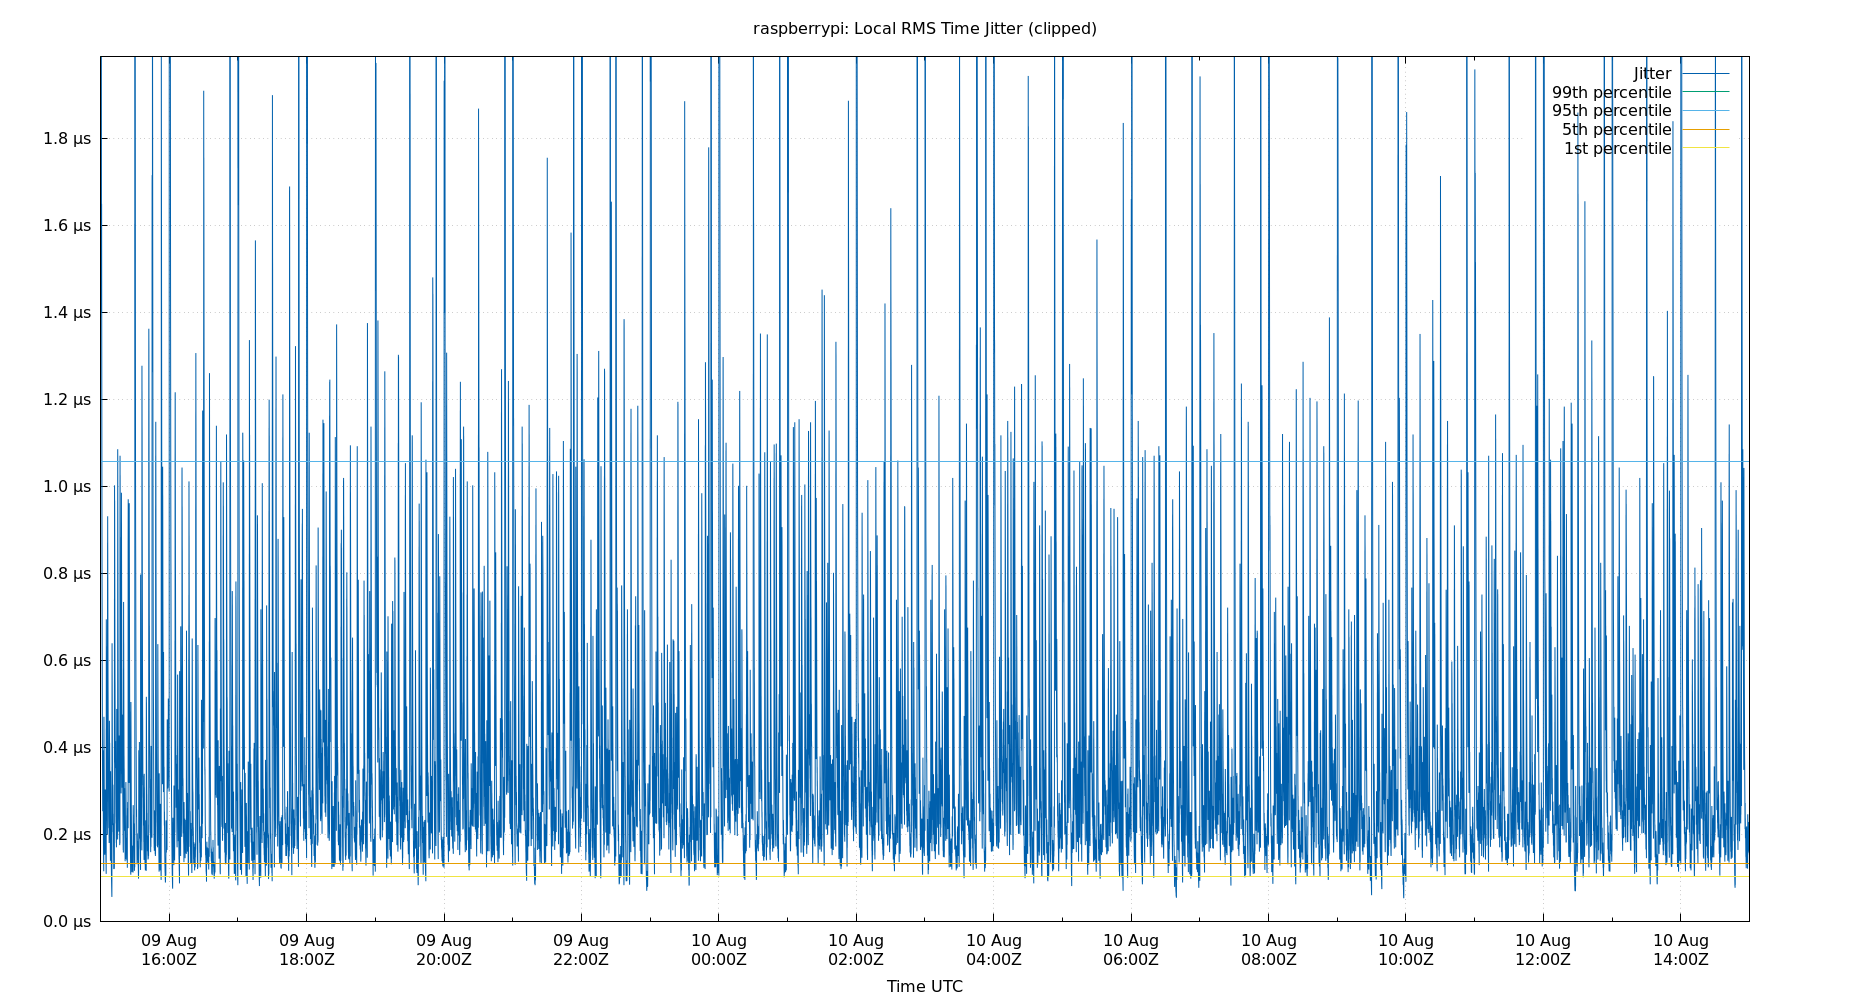 raspberrypi: Local RMS Time Jitter (clipped)
Jitter
99th percentile
95th percentile
5th percentile
1st percentile
1.8 µs
1.6 µs
1.4 µs
1.2 µs
1.0 µs
0.8 µs
0.6 µs
0.4 µs
0.2 µs
0.0 µs
09 Aug 09 Aug 09 Aug 09 Aug 10 Aug 10 Aug 10 Aug 10 Aug 10 Aug 10 Aug 10 Aug 10 Aug
16:00Z 18:00Z 20:00Z 22:00Z 00:00Z 02:00Z 04:00Z 06:00Z 08:00Z 10:00Z 12:00Z 14:00Z
Time UTC